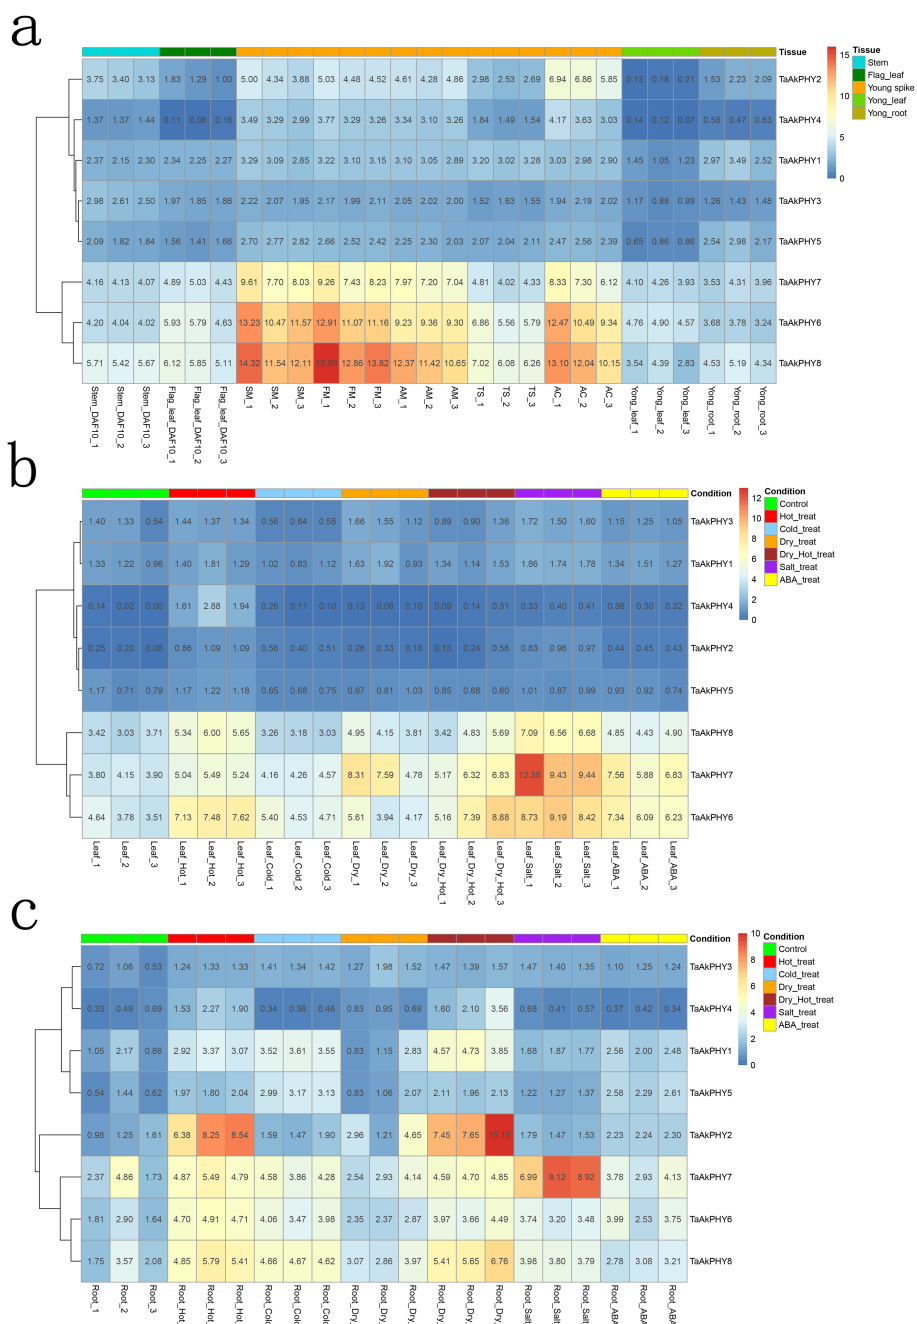 a
Tissue
3.75 3.40 3.13 1.83 1.29 1.00 5.00 4.34 3.88 5.03 4.48 4.52 4.61 4.28 4.86 2.98 2.53 2.69 6.94 6.86 5.85 0.13 0.18 0.21 1.53 2.23 2.09 TaAkPHY2
1.37 1.37 1.44 0.11 0.06 0.16 3.49 3.29 2.99 3.77 3.29 3.26 3.34 3.10 3.26 1.84 1.49 1.54 4.17 3.63 3.03 0.14 0.12 0.07 0.58 0.47 0.63 TaAkPHY4
2.37 2.15 2.30 2.34 2.25 2.27 3.29 3.09 2.85 3.22 3.10 3.15 3.10 3.05 2.89 3.20 3.02 3.28 3.03 2.98 2.90 1.45 1.05 1.23 2.97 3.49 2.52 TaAkPHY1
2.98 2.61 2.50 1.97 1.85 1.86 2.22 2.07 1.95 2.17 1.99 2.11 2.05 2.02 2.00 1.52 1.63 1.55 1.94 2.19 2.02 1.17 0.88 0.99 1.26 1.43 1.48 TaAkPHY3
2.09 1.82 1.84 1.56 1.41 1.66 2.70 2.77 2.82 2.66 2.52 2.42 2.25 2.30 2.03 2.07 2.04 2.11 2.47 2.56 2.39 0.65 0.86 0.86 2.54 2.98 2.17 TaAkPHY5
4.16 4.13 4.07 4.89 5.03 4.43 9.61 7.70 8.03 9.26 7.43 8.23 7.97 7.20 7.04 4.81 4.02 4.33 8.33 7.30 6.12 4.10 4.26 3.93 3.53 4.31 3.96 TaAkPHY7
4.20 4.04 4.02 5.93 5.79 4.63 13.23 10.47 11.57 12.91 11.07 11.16 9.23 9.36 9.30 6.86 5.56 5.79 12.47 10.49 9.34 4.76 4.90 4.57 3.68 3.78 3.24 TaAkPHY6
5.71 5.42 5.67 6.12 5.85 5.11 14.32 11.54 12.11 12.86 13.82 12.37 11.42 10.65 7.02 6.08 6.26 13.10 12.04 10.15 3.54 4.39 2.83 4.53 5.19 4.34 TaAkPHY8
Stem_DAF10_1 Stem_DAF10_2 Stem_DAF10_3 Flag_leaf_DAF10_1 Flag_leaf_DAF10_2 Flag_leaf_DAF10_3 SM_1 SM_2 SM_3 FM_1 FM_2 FM_3 AM_1 AM_2 AM_3 TS_1 TS_2 TS_3 AC_1 AC_2 AC_3 Yong_leaf_1 Yong_leaf_2 Yong_leaf_3 Yong_root_1 Yong_root_2 Yong_root_3
15
10
5
0
Tissue
Stem
Flag_leaf
Young spike
Yong_leaf
Yong_root
b
Condition
1.40 1.33 0.54 1.44 1.37 1.34 0.56 0.64 0.58 1.66 1.55 1.12 0.89 0.90 1.36 1.72 1.50 1.60 1.15 1.25 1.05 TaAkPHY3
1.33 1.22 0.96 1.40 1.81 1.29 1.02 0.83 1.12 1.63 1.92 0.93 1.34 1.14 1.53 1.86 1.74 1.78 1.34 1.51 1.27 TaAkPHY1
0.14 0.02 0.00 1.61 2.88 1.94 0.26 0.11 0.10 0.13 0.08 0.10 0.09 0.14 0.31 0.33 0.40 0.41 0.36 0.30 0.32 TaAkPHY4
0.25 0.20 0.06 0.86 1.09 1.09 0.56 0.40 0.51 0.26 0.33 0.18 0.13 0.24 0.56 0.83 0.96 0.97 0.44 0.45 0.43 TaAkPHY2
1.17 0.71 0.79 1.17 1.22 1.18 0.65 0.68 0.75 0.67 0.81 1.03 0.85 0.88 0.80 1.01 0.87 0.99 0.93 0.92 0.74 TaAkPHY5
3.42 3.03 3.71 5.34 6.00 5.65 3.26 3.18 3.03 4.95 4.15 3.81 3.42 4.83 5.69 7.09 6.56 6.68 4.85 4.43 4.90 TaAkPHY8
3.80 4.15 3.90 5.04 5.49 5.24 4.16 4.26 4.57 8.31 7.59 4.78 5.17 6.32 6.83 12.35 9.43 9.44 7.56 5.88 6.83 TaAkPHY7
4.64 3.78 3.51 7.13 7.48 7.62 5.40 4.53 4.71 5.61 3.94 4.17 5.16 7.39 8.88 8.73 9.19 8.42 7.34 6.09 6.23 TaAkPHY6
Leaf_1 Leaf_2 Leaf_3 Leaf_Hot_1 Leaf_Hot_2 Leaf_Hot_3 Leaf_Cold_1 Leaf_Cold_2 Leaf_Cold_3 Leaf_Dry_1 Leaf_Dry_2 Leaf_Dry_3 Leaf_Dry_Hot_1 Leaf_Dry_Hot_2 Leaf_Dry_Hot_3 Leaf_Salt_1 Leaf_Salt_2 Leaf_Salt_3 Leaf_ABA_1 Leaf_ABA_2 Leaf_ABA_3
12
10
8
6
4
2
0
Condition
Control
Hot_treat
Cold_treat
Dry_treat
Dry_Hot_treat
Salt_treat
ABA_treat
c
Condition
0.72 1.06 0.53 1.24 1.33 1.33 1.41 1.34 1.42 1.27 1.98 1.52 1.47 1.39 1.57 1.47 1.40 1.35 1.10 1.25 1.24 TaAkPHY3
0.33 0.49 0.69 1.53 2.27 1.90 0.34 0.36 0.46 0.83 0.95 0.69 1.60 2.10 3.56 0.68 0.41 0.57 0.37 0.42 0.34 TaAkPHY4
1.05 2.17 0.86 2.92 3.37 3.07 3.52 3.61 3.55 0.83 1.15 2.83 4.57 4.73 3.85 1.68 1.87 1.77 2.56 2.00 2.48 TaAkPHY1
0.54 1.44 0.62 1.97 1.80 2.04 2.99 3.17 3.13 0.83 1.06 2.07 2.11 1.96 2.13 1.22 1.27 1.37 2.58 2.29 2.61 TaAkPHY5
0.98 1.25 1.61 6.38 8.25 8.54 1.59 1.47 1.90 2.96 1.21 4.65 7.45 7.65 1.79 1.47 1.53 2.23 2.24 2.30 TaAkPHY2
2.37 4.86 1.73 4.87 5.49 4.79 4.58 3.86 4.28 2.54 2.93 4.14 4.59 4.70 4.85 6.99 9.12 8.92 3.78 2.93 4.13 TaAkPHY7
1.81 2.90 1.64 4.70 4.91 4.71 4.06 3.47 3.98 2.35 2.37 2.87 3.97 3.66 4.49 3.74 3.20 3.48 3.99 2.53 3.75 TaAkPHY6
1.75 3.57 2.08 4.85 5.79 5.41 4.66 4.67 4.62 3.07 2.86 3.97 5.41 5.65 6.76 3.98 3.80 3.79 2.78 3.08 3.21 TaAkPHY8
Root_1 Root_2 Root_3 Root_Hot_ Root_Hot_ Root_Hot_ Root_Cold Root_Cold Root_Cold Root_Dry_ Root_Dry_ Root_Dry_ Root_Dry_ Root_Dry_ Root_Dry_ Root_Salt_ Root_Salt_ Root_Salt_ Root_ABA_ Root_ABA_ Root_ABA_
10
8
6
4
2
0
Condition
Control
Hot_treat
Cold_treat
Dry_treat
Dry_Hot_treat
Salt_treat
ABA_treat